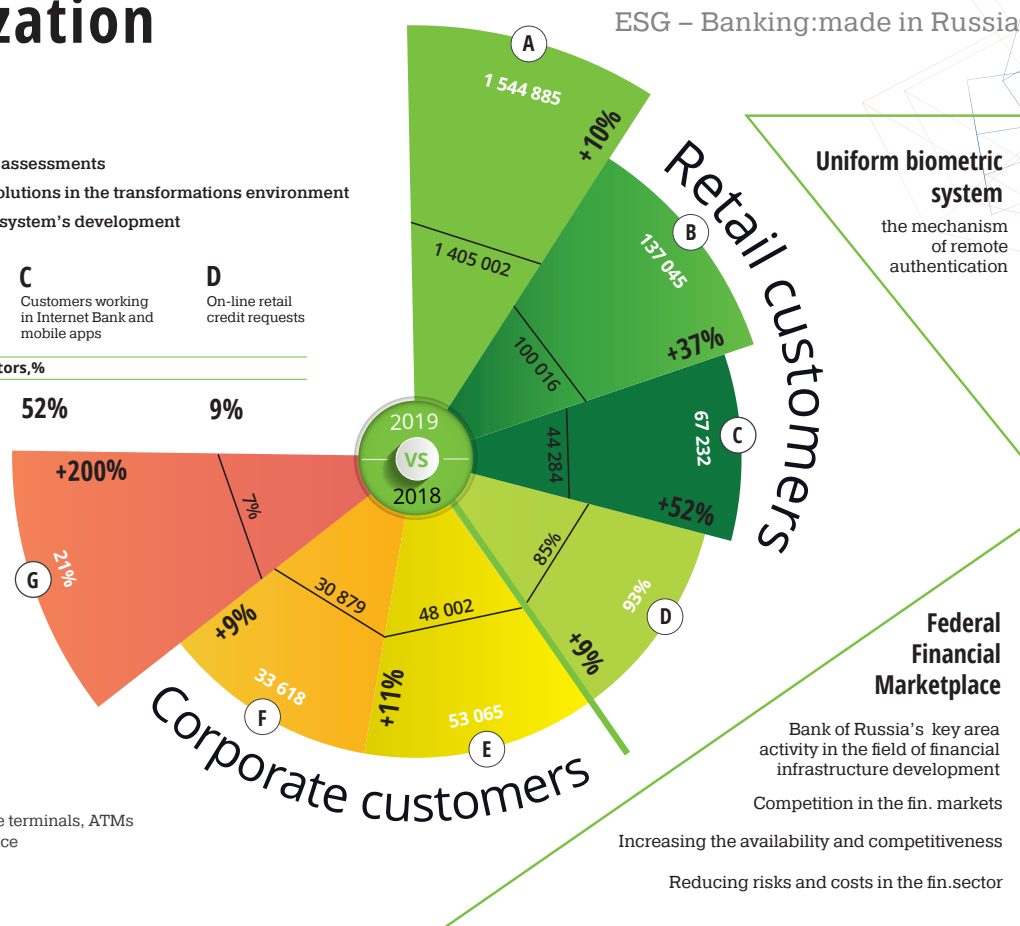 zation
ESG – Banking:made in Russia
assessments
olutions in the transformations environment
system’s development
C
Customers working
in Internet Bank and
mobile apps
D
On-line retail
credit requests
tors,%
52%
9%
A
1 544 885
+10%
1 405 002
B
137 045
+37%
100 016
C
67 232
+52%
44 284
D
93%
+9%
85%
E
53 065
+11%
48 002
F
33 618
+9%
30 879
G
21%
+200%
7%
2019
VS
2018
Retail customers
Corporate customers
Uniform biometric
system
the mechanism
of remote
authentication
Federal
Financial
Marketplace
Bank of Russia’s key area
activity in the field of financial
infrastructure development
Competition in the fin. markets
Increasing the availability and competitiveness
Reducing risks and costs in the fin.sector
e terminals, ATMs
ce